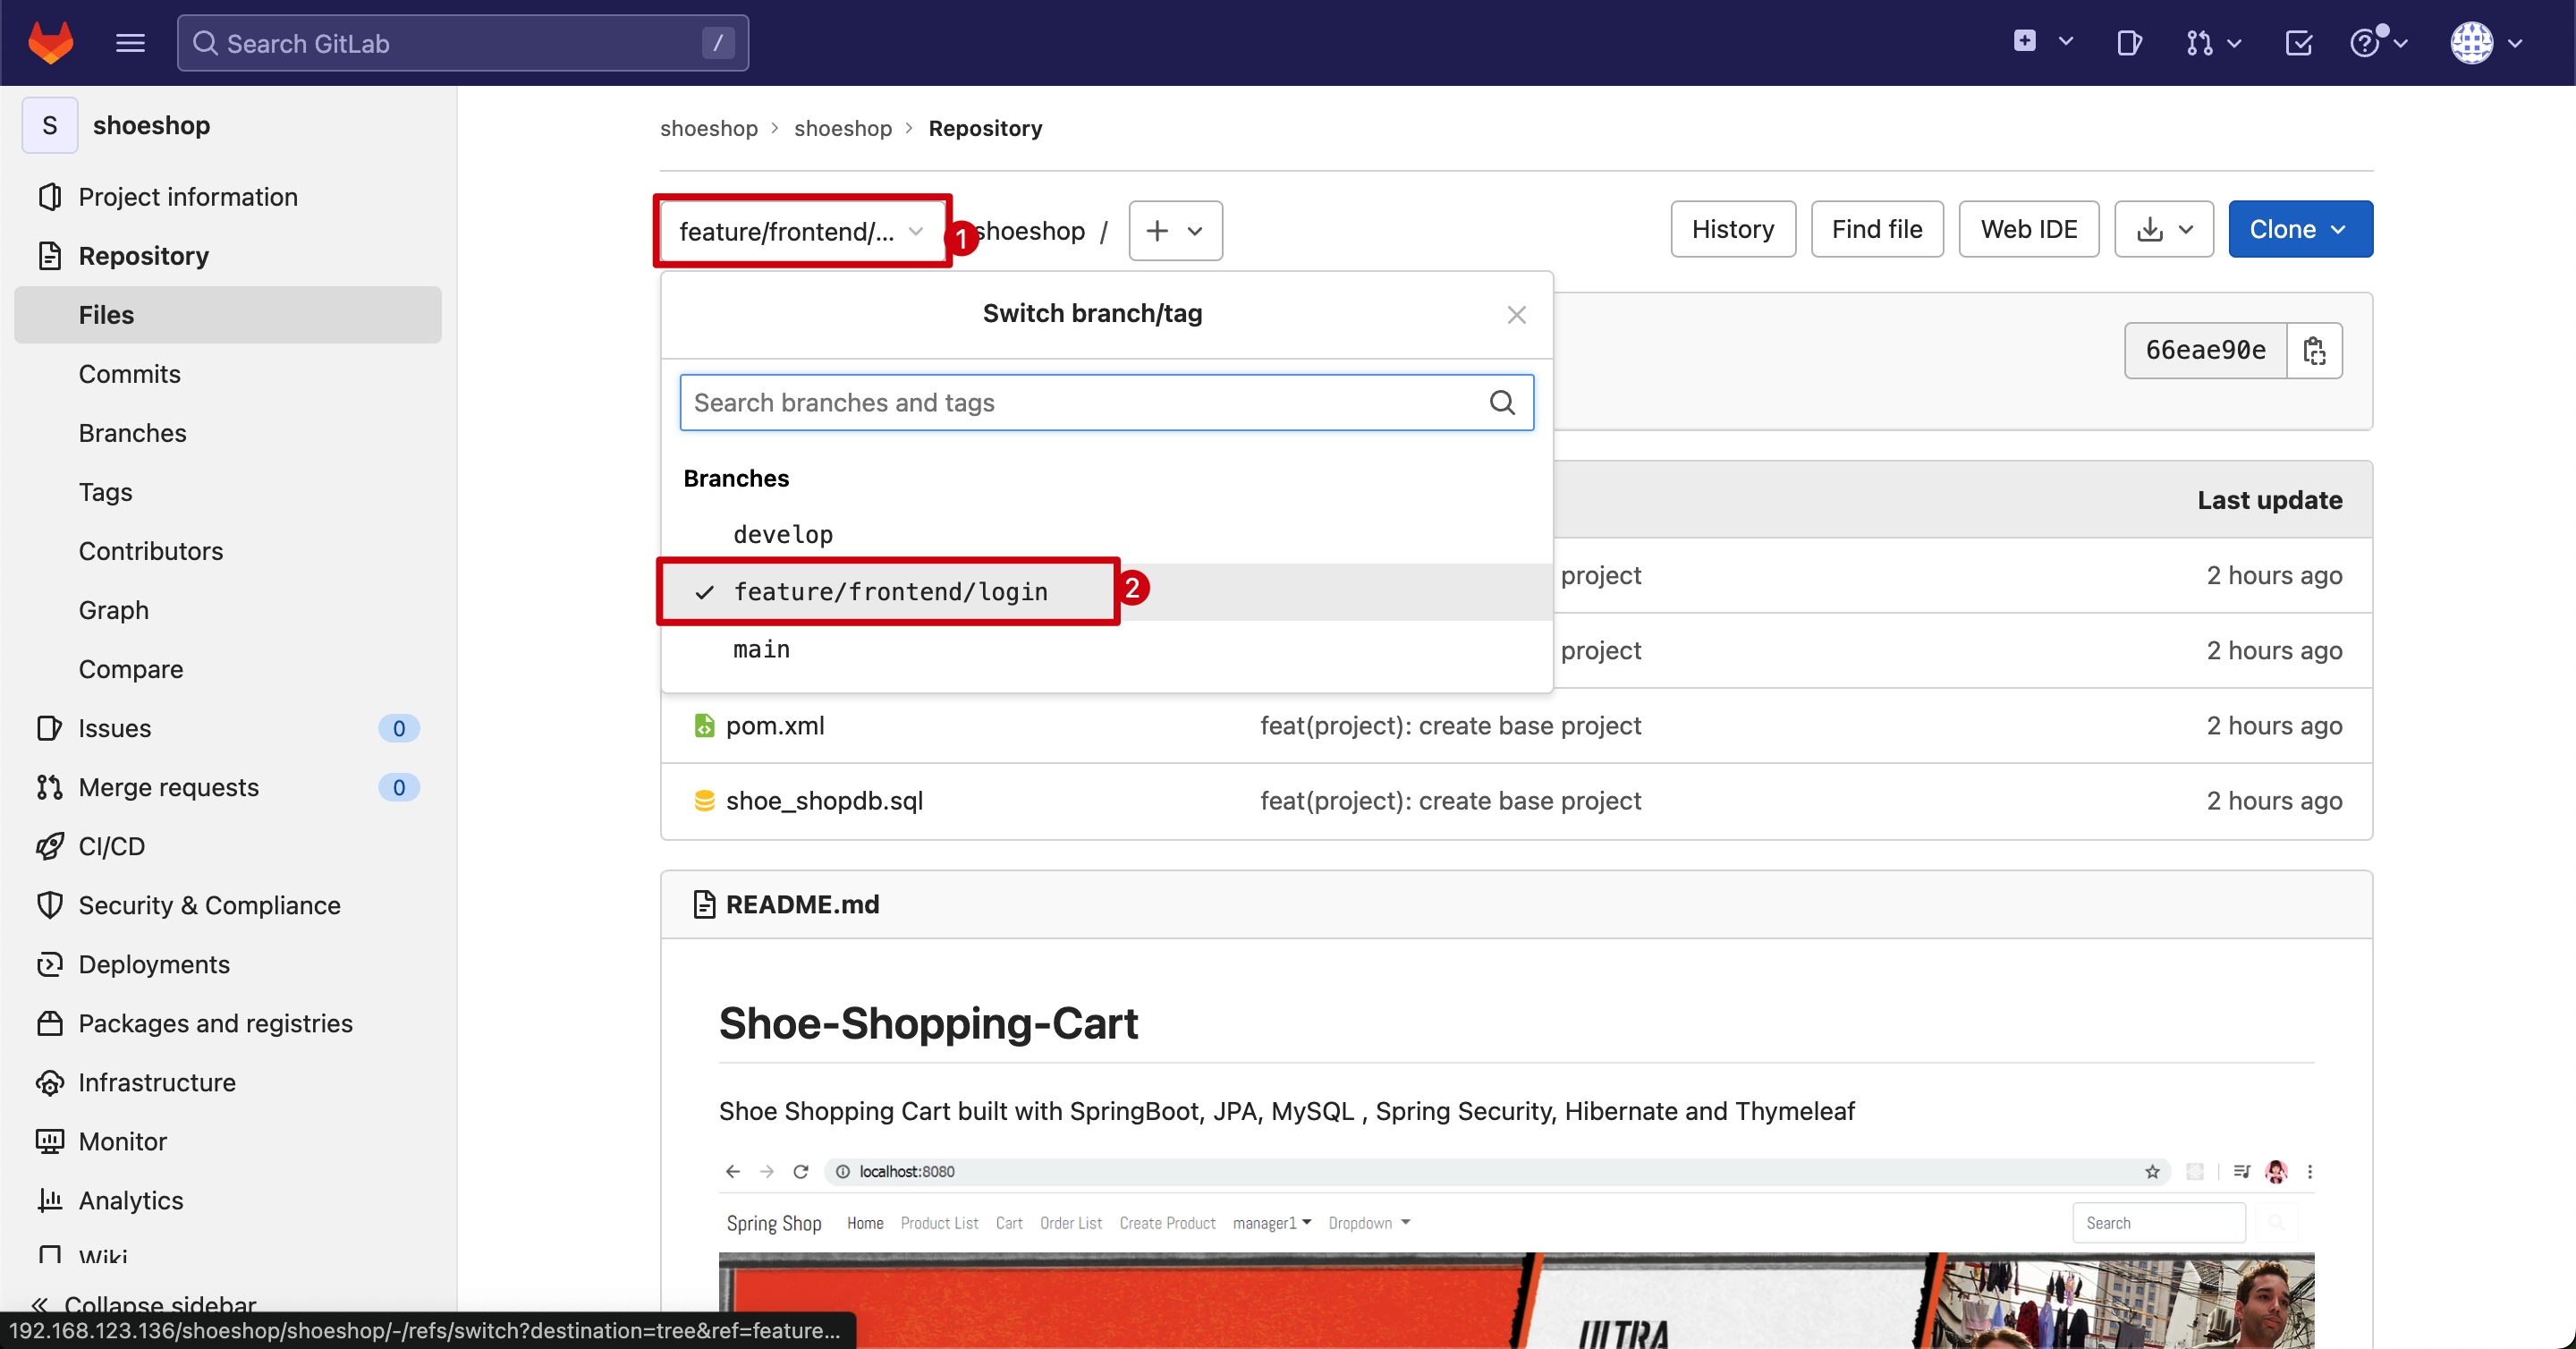 Search GitLab /
S shoeshop
Project information
Repository
Files
Commits
Branches
Tags
Contributors
Graph
Compare
Issues 0
Merge requests 0
CI/CD
Security & Compliance
Deployments
Packages and registries
Infrastructure
Monitor
Analytics
Wiki
Collapse sidebar
192.168.123.136/shoeshop/shoeshop/-/refs/switch?destination=tree&ref=feature...
shoeshop > shoeshop > Repository
feature/frontend/... 1 shoeshop / +
History Find file Web IDE Clone
Switch branch/tag
66eae90e
Search branches and tags
Branches
Last update
develop
project 2 hours ago
feature/frontend/login 2
main
project 2 hours ago
pom.xml feat(project): create base project 2 hours ago
shoe_shopdb.sql feat(project): create base project 2 hours ago
README.md
Shoe-Shopping-Cart
Shoe Shopping Cart built with SpringBoot, JPA, MySQL , Spring Security, Hibernate and Thymeleaf
localhost:8080
Spring Shop Home Product List Cart Order List Create Product manager1 Dropdown Search
ULTRA